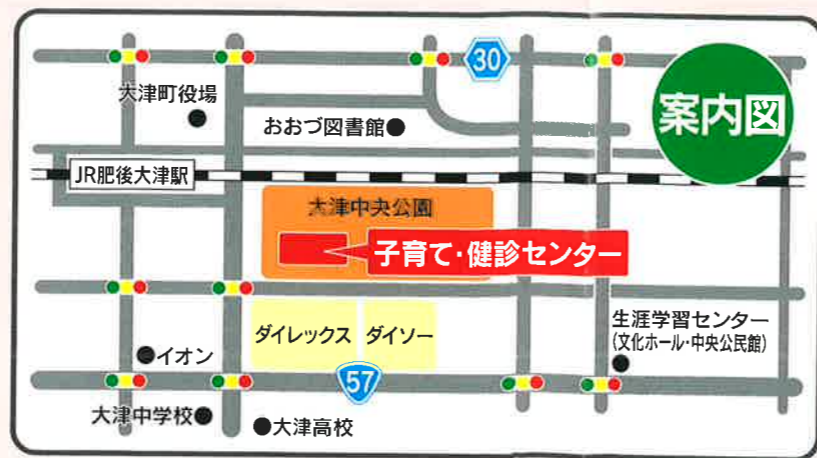 30
案内図
大津町役場
おおづ図書館
JR肥後大津駅
大津中央公園
子育て・健診センター
ダイレックス
ダイソー
生涯学習センター
(文化ホール・中央公民館)
イオン
57
大津中学校
大津高校